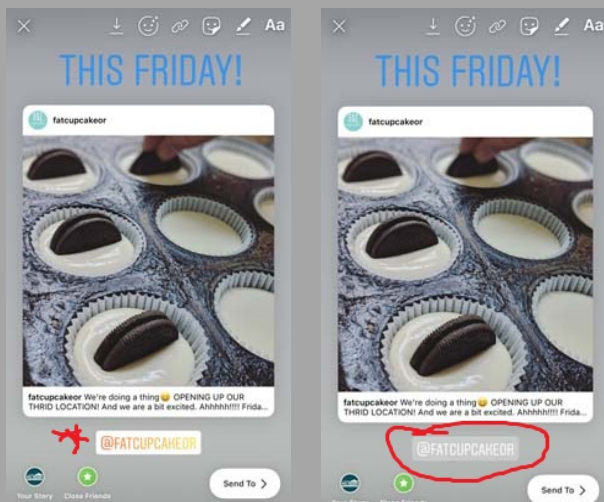 Aa
THIS FRIDAY!
fatcupcakeor
fatcupcakeor We're doing a thing😄 OPENING UP OUR
THRID LOCATION! And we are a bit excited. Ahhhhh!!!! Frida...
@FATCUPCAKEOR
Your Story Close Friends
Send To >
Aa
THIS FRIDAY!
fatcupcakeor
fatcupcakeor We're doing a thing😄 OPENING UP OUR
THRID LOCATION! And we are a bit excited. Ahhhhh!!!! Frida...
@FATCUPCAKEOR
Send To >